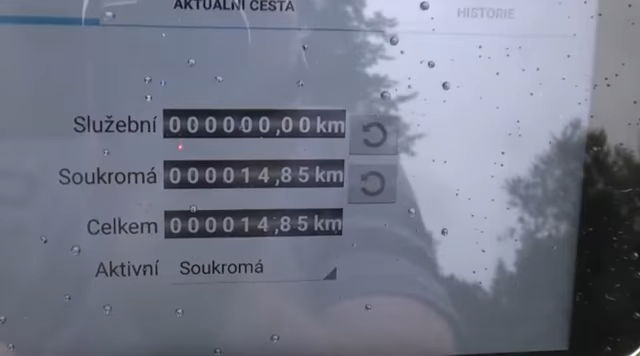 AKTUÁLNÍ CESTA
HISTORIE
Služební 000000,00 km
Soukromá 000014,85 km
Celkem 000014,85 km
Aktivní Soukromá